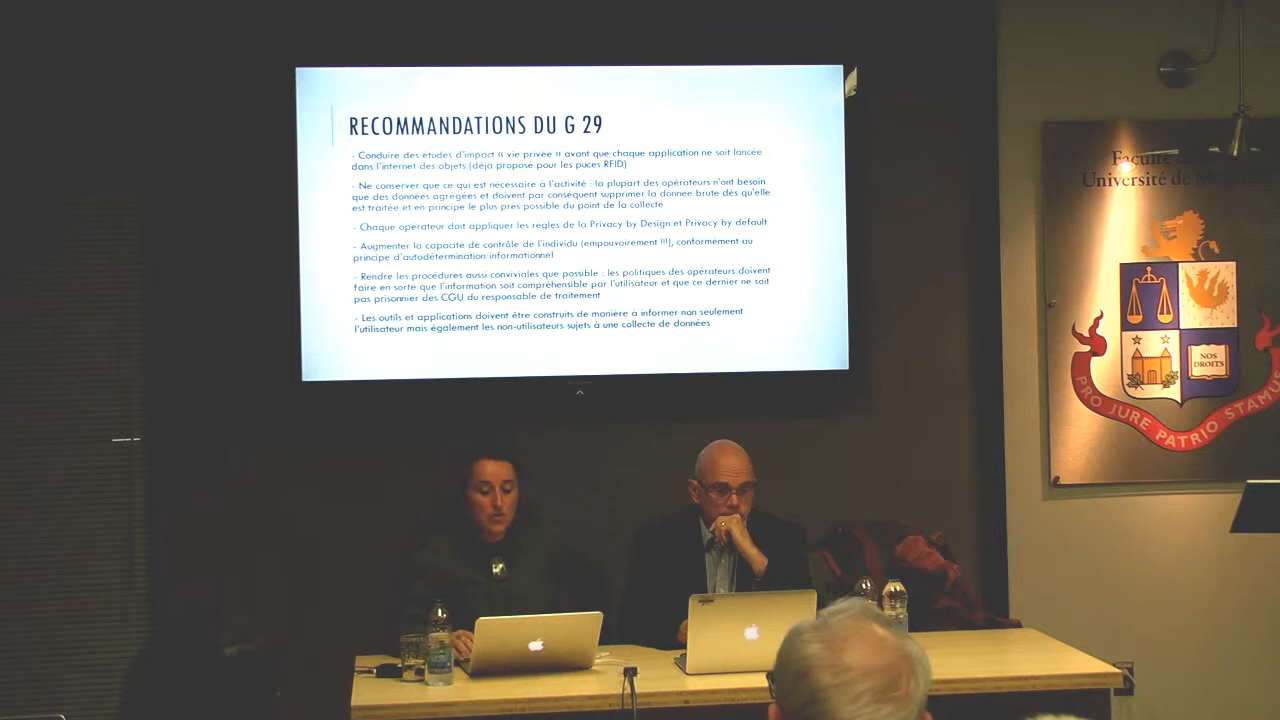 RECOMMANDATIONS DU G 29
- Conduire des études d'impact « vie privée » avant que chaque application ne soit lancée
dans l'internet des objets (déjà proposé pour les puces RFID)
- Ne conserver que ce qui est nécessaire à l'activité : la plupart des opérateurs n'ont besoin
que des données agrégées et doivent par conséquent supprimer la donnée brute dès qu'elle
est traitée et en principe le plus près possible du point de la collecte
- Chaque opérateur doit appliquer les règles de la Privacy by Design et Privacy by default
- Augmenter la capacité de contrôle de l'individu (empouvoirement !!!), conformément au
principe d'autodétermination informationnel
- Rendre les procédures aussi conviviales que possible : les politiques des opérateurs doivent
faire en sorte que l'information soit compréhensible par l'utilisateur et que ce dernier ne soit
pas prisonnier des CGU du responsable de traitement
- Les outils et applications doivent être construits de manière à informer non seulement
l'utilisateur mais également les non-utilisateurs sujets à une collecte de données
Faculté
Université de
NOS
DROITS
PRO JURE PATRIO STAMUS